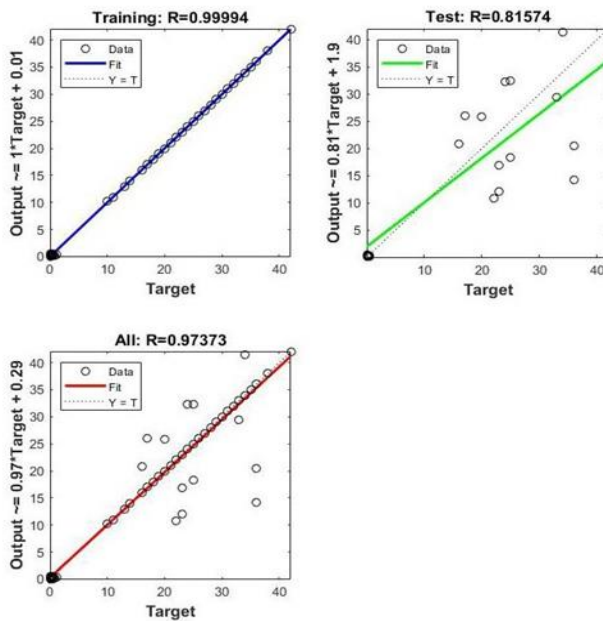 Training: R=0.99994
Output ~= 1*Target + 0.01
40
35
30
25
20
15
10
5
0
Data
Fit
Y = T
0 10 20 30 40
Target
Test: R=0.81574
Output ~= 0.81*Target + 1.9
40
35
30
25
20
15
10
5
Data
Fit
Y = T
10 20 30 40
Target
All: R=0.97373
Output ~= 0.97*Target + 0.29
40
35
30
25
20
15
10
5
0
Data
Fit
Y = T
0 10 20 30 40
Target